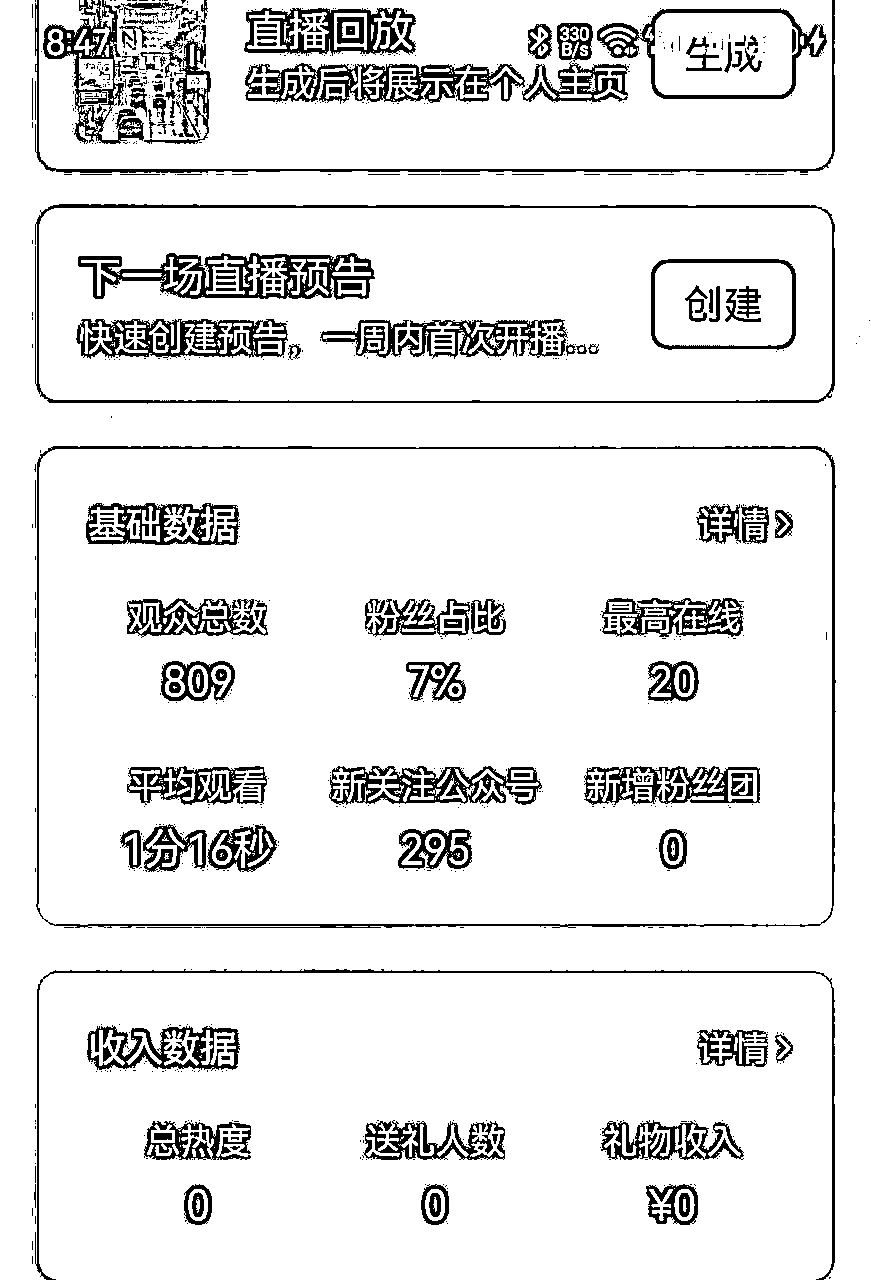 直播回放
8:47
330
B/s
生成
生成后将展示在个人主页
下一场直播预告
创建
快速创建预告，一周内首次开播...
基础数据
详情 >
观众总数 粉丝占比 最高在线
809 7% 20
平均观看 新关注公众号 新增粉丝团
1分16秒 295 0
收入数据
详情 >
总热度 送礼人数 礼物收入
0 0 ¥0